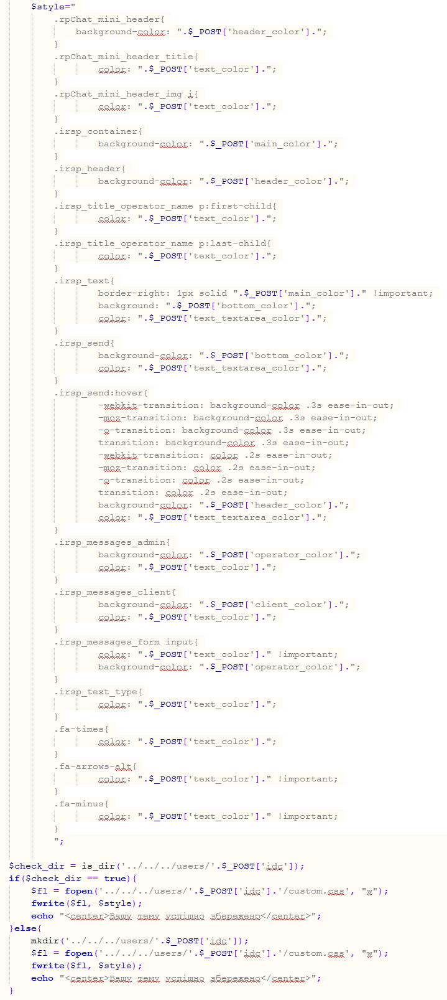 $style="
.rpChat_mini_header{
background-color: ".$_POST['header_color'].";
}
.rpChat_mini_header_title{
color: ".$_POST['text_color'].";
}
.rpChat_mini_header_img i{
color: ".$_POST['text_color'].";
}
.irsp_container{
background-color: ".$_POST['main_color'].";
}
.irsp_header{
background-color: ".$_POST['header_color'].";
}
.irsp_title_operator_name p:first-child{
color: ".$_POST['text_color'].";
}
.irsp_title_operator_name p:last-child{
color: ".$_POST['text_color'].";
}
.irsp_text{
border-right: 1px solid ".$_POST['main_color']." !important;
background: ".$_POST['bottom_color'].";
color: ".$_POST['text_textarea_color'].";
}
.irsp_send{
background-color: ".$_POST['bottom_color'].";
color: ".$_POST['text_textarea_color'].";
}
.irsp_send:hover{
-webkit-transition: background-color .3s ease-in-out;
-moz-transition: background-color .3s ease-in-out;
-o-transition: background-color .3s ease-in-out;
transition: background-color .3s ease-in-out;
-webkit-transition: color .2s ease-in-out;
-moz-transition: color .2s ease-in-out;
-o-transition: color .2s ease-in-out;
transition: color .2s ease-in-out;
background-color: ".$_POST['header_color'].";
color: ".$_POST['text_textarea_color'].";
}
.irsp_messages_admin{
background-color: ".$_POST['operator_color'].";
color: ".$_POST['text_color'].";
}
.irsp_messages_client{
background-color: ".$_POST['client_color'].";
color: ".$_POST['text_color'].";
}
.irsp_messages_form input{
color: ".$_POST['text_color']." !important;
background-color: ".$_POST['operator_color'].";
}
.irsp_text_type{
color: ".$_POST['text_color'].";
}
.fa-times{
color: ".$_POST['text_color'].";
}
.fa-arrows-alt{
color: ".$_POST['text_color']." !important;
}
.fa-minus{
color: ".$_POST['text_color']." !important;
}
";
$check_dir = is_dir('../../../users/'.$_POST['idc']);
if($check_dir == true){
$fl = fopen('../../../users/'.$_POST['idc'].'/custom.css', "w");
fwrite($fl, $style);
echo "<center>Вашу тему успішно збережено</center>";
}else{
mkdir('../../../users/'.$_POST['idc']);
$fl = fopen('../../../users/'.$_POST['idc'].'/custom.css', "w");
fwrite($fl, $style);
echo "<center>Вашу тему успішно збережено</center>";
}